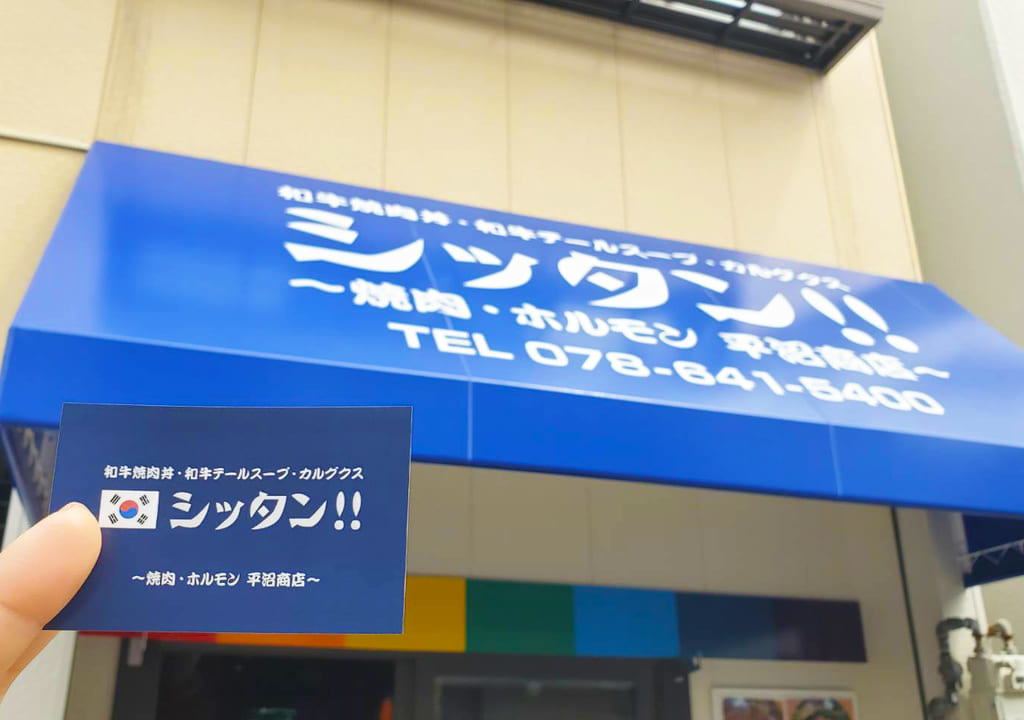 和牛焼肉丼・和牛テールスープ・カルグクス
シッタン!!
～焼肉・ホルモン 平沼商店～
TEL 078-641-5400
和牛焼肉丼・和牛テールスープ・カルグクス
シッタン!!
～焼肉・ホルモン 平沼商店～